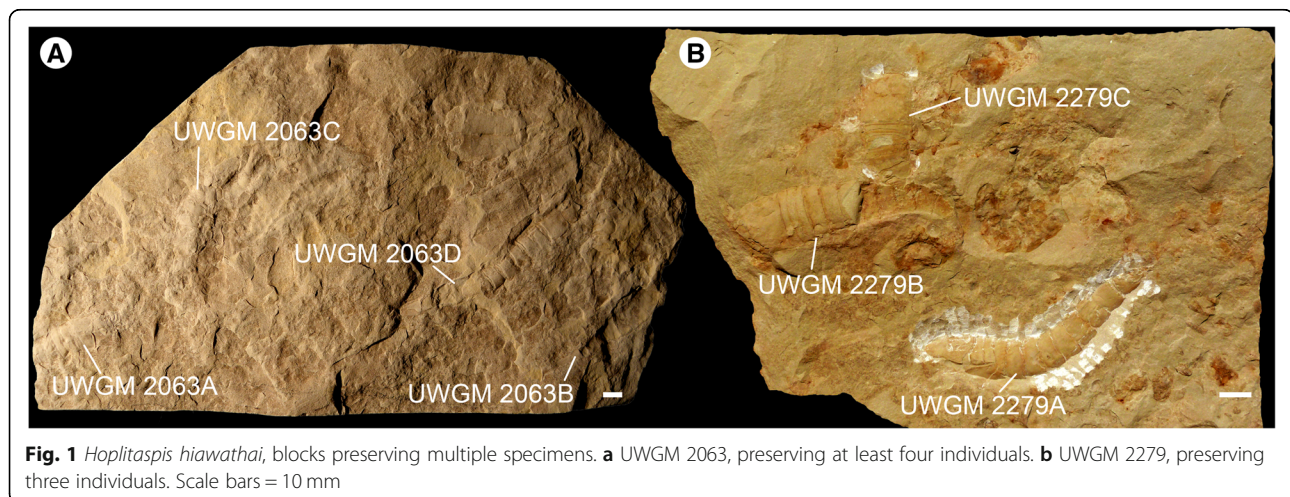 A
B
UWGM 2063C
UWGM 2279C
UWGM 2063D
UWGM 2279B
UWGM 2063A
UWGM 2063B
UWGM 2279A
Fig. 1 Hoplitaspis hiawathai, blocks preserving multiple specimens. a UWGM 2063, preserving at least four individuals. b UWGM 2279, preserving
three individuals. Scale bars = 10 mm